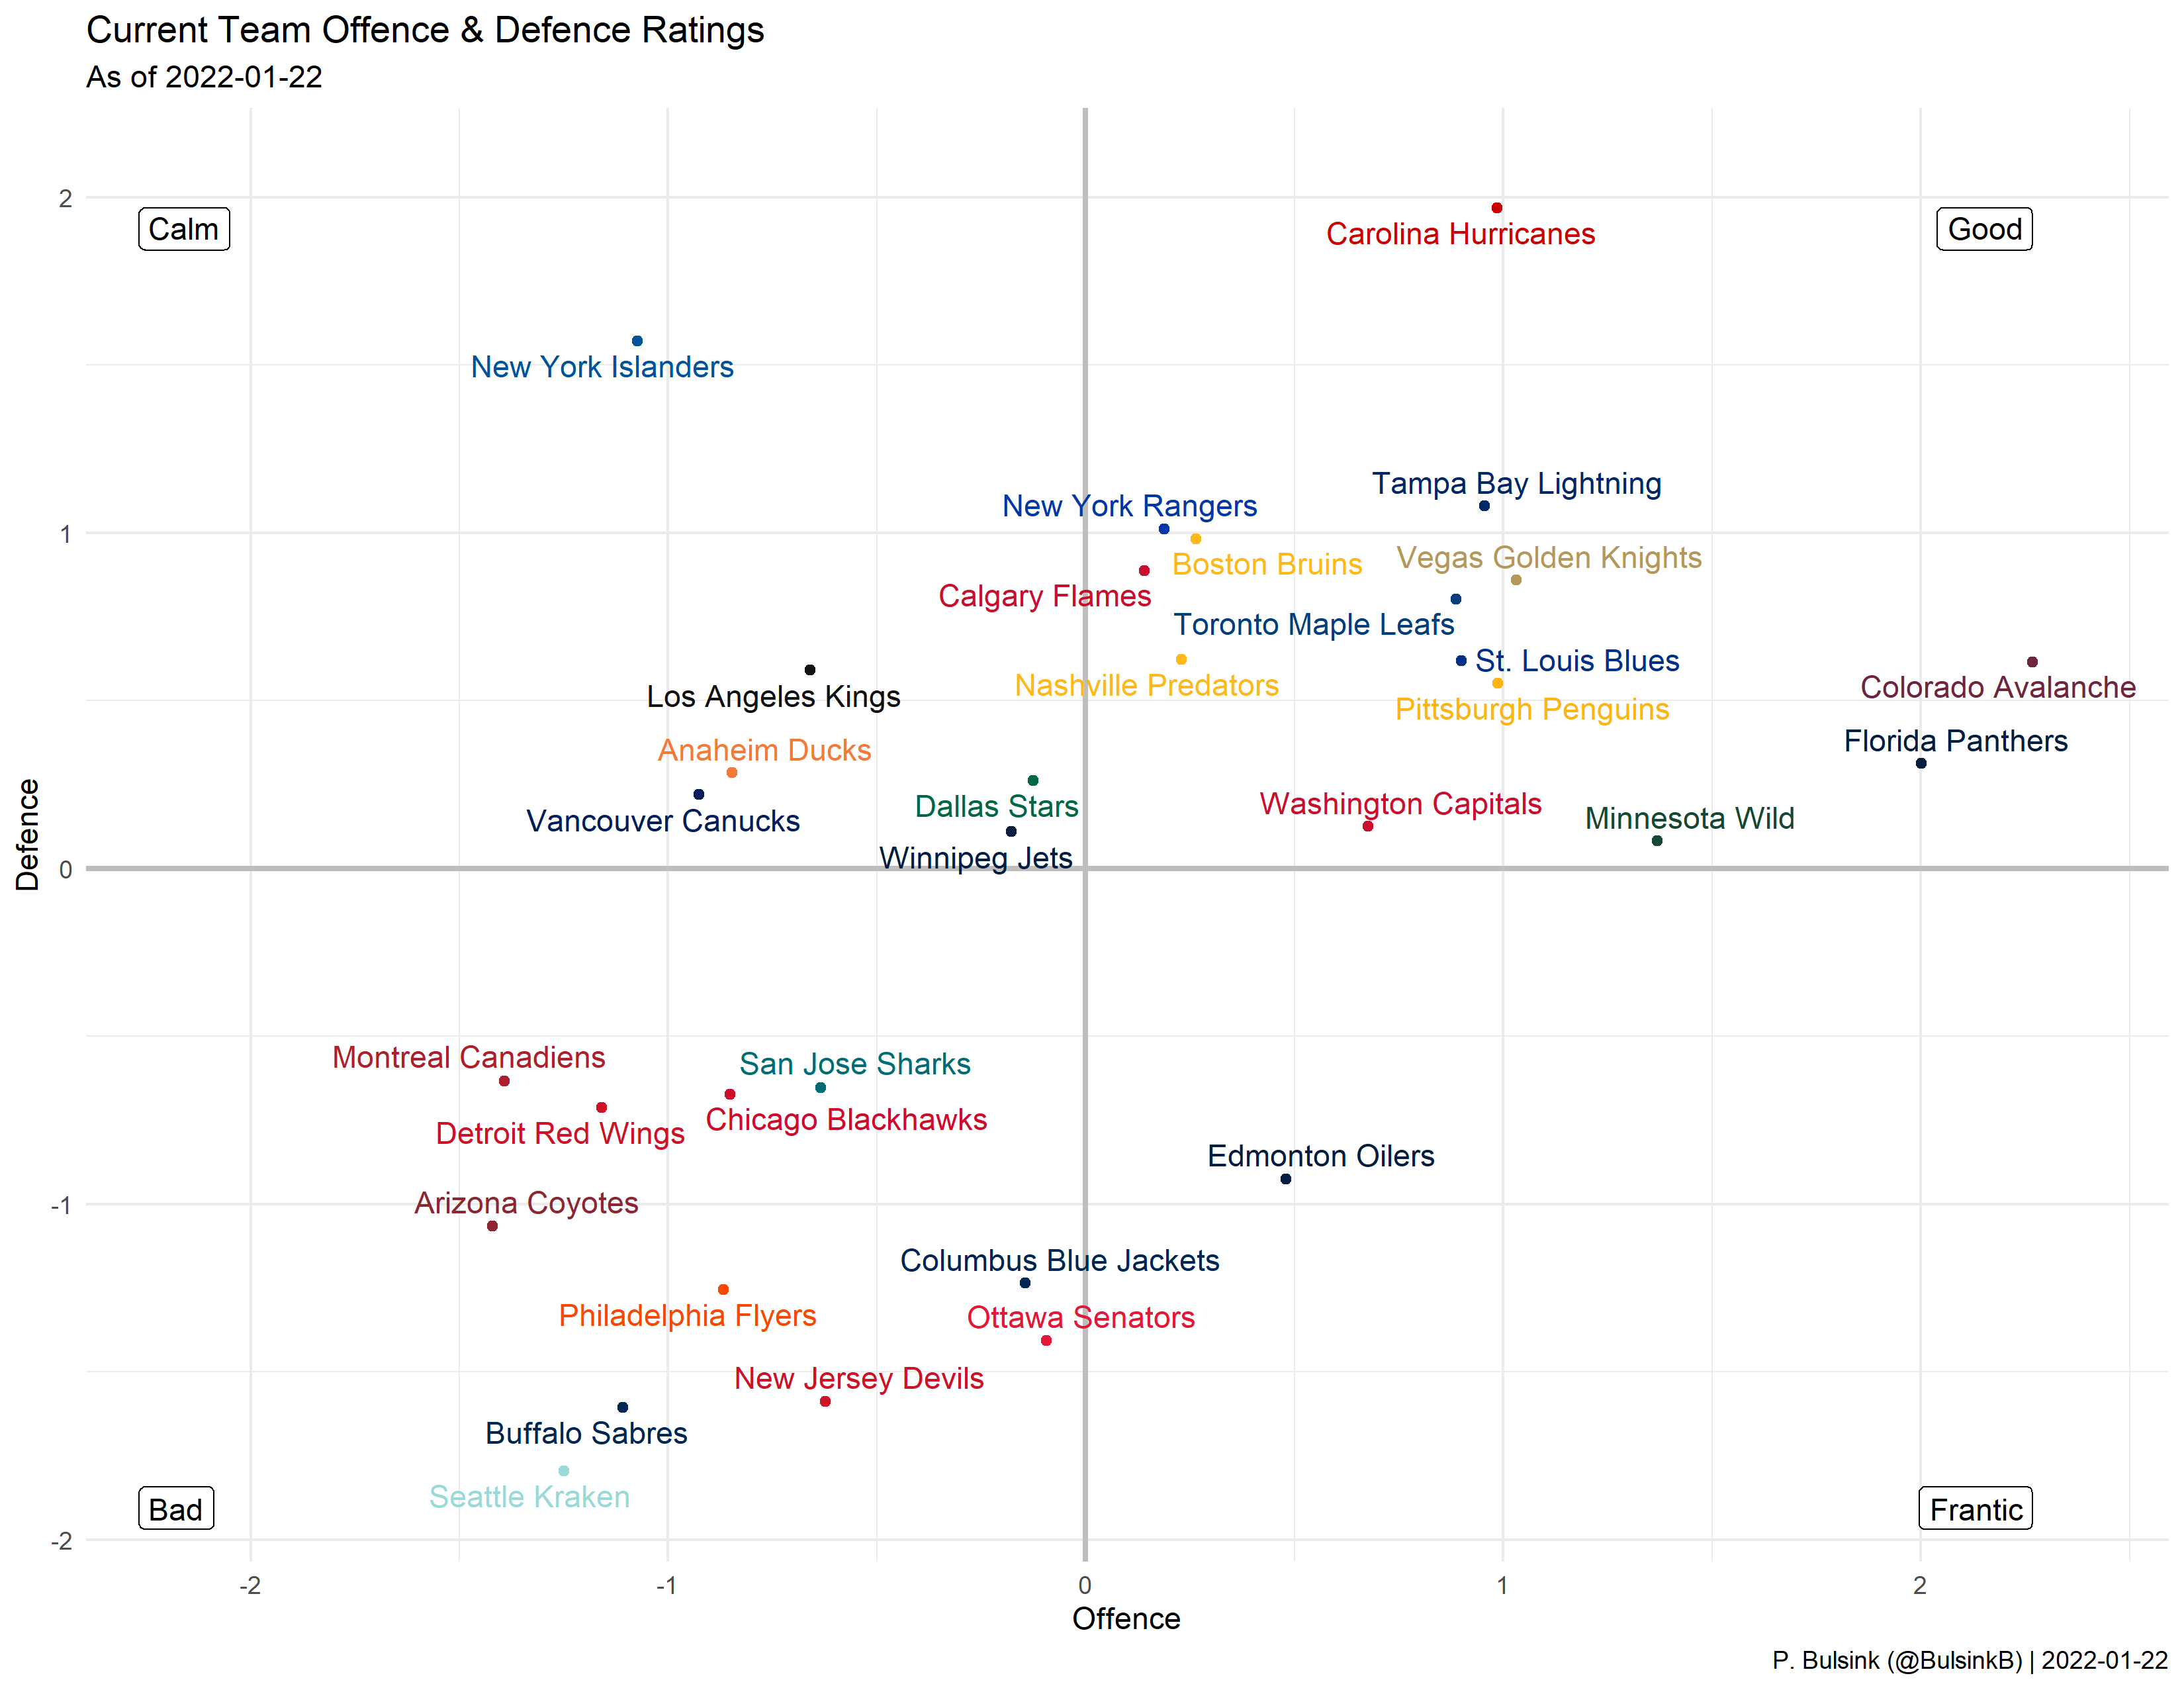 Current Team Offence & Defence Ratings
As of 2022-01-22
2
Calm
Good
Carolina Hurricanes
New York Islanders
Tampa Bay Lightning
New York Rangers
1
Boston Bruins
Vegas Golden Knights
Calgary Flames
Toronto Maple Leafs
St. Louis Blues
Nashville Predators
Colorado Avalanche
Los Angeles Kings
Pittsburgh Penguins
Florida Panthers
Anaheim Ducks
Washington Capitals
Dallas Stars
Minnesota Wild
Vancouver Canucks
Defence
Winnipeg Jets
0
Montreal Canadiens
San Jose Sharks
Chicago Blackhawks
Detroit Red Wings
Edmonton Oilers
Arizona Coyotes
-1
Columbus Blue Jackets
Philadelphia Flyers
Ottawa Senators
New Jersey Devils
Buffalo Sabres
Seattle Kraken
Bad
Frantic
-2
-2
-1
0
1
2
Offence
P. Bulsink (@BulsinkB) | 2022-01-22